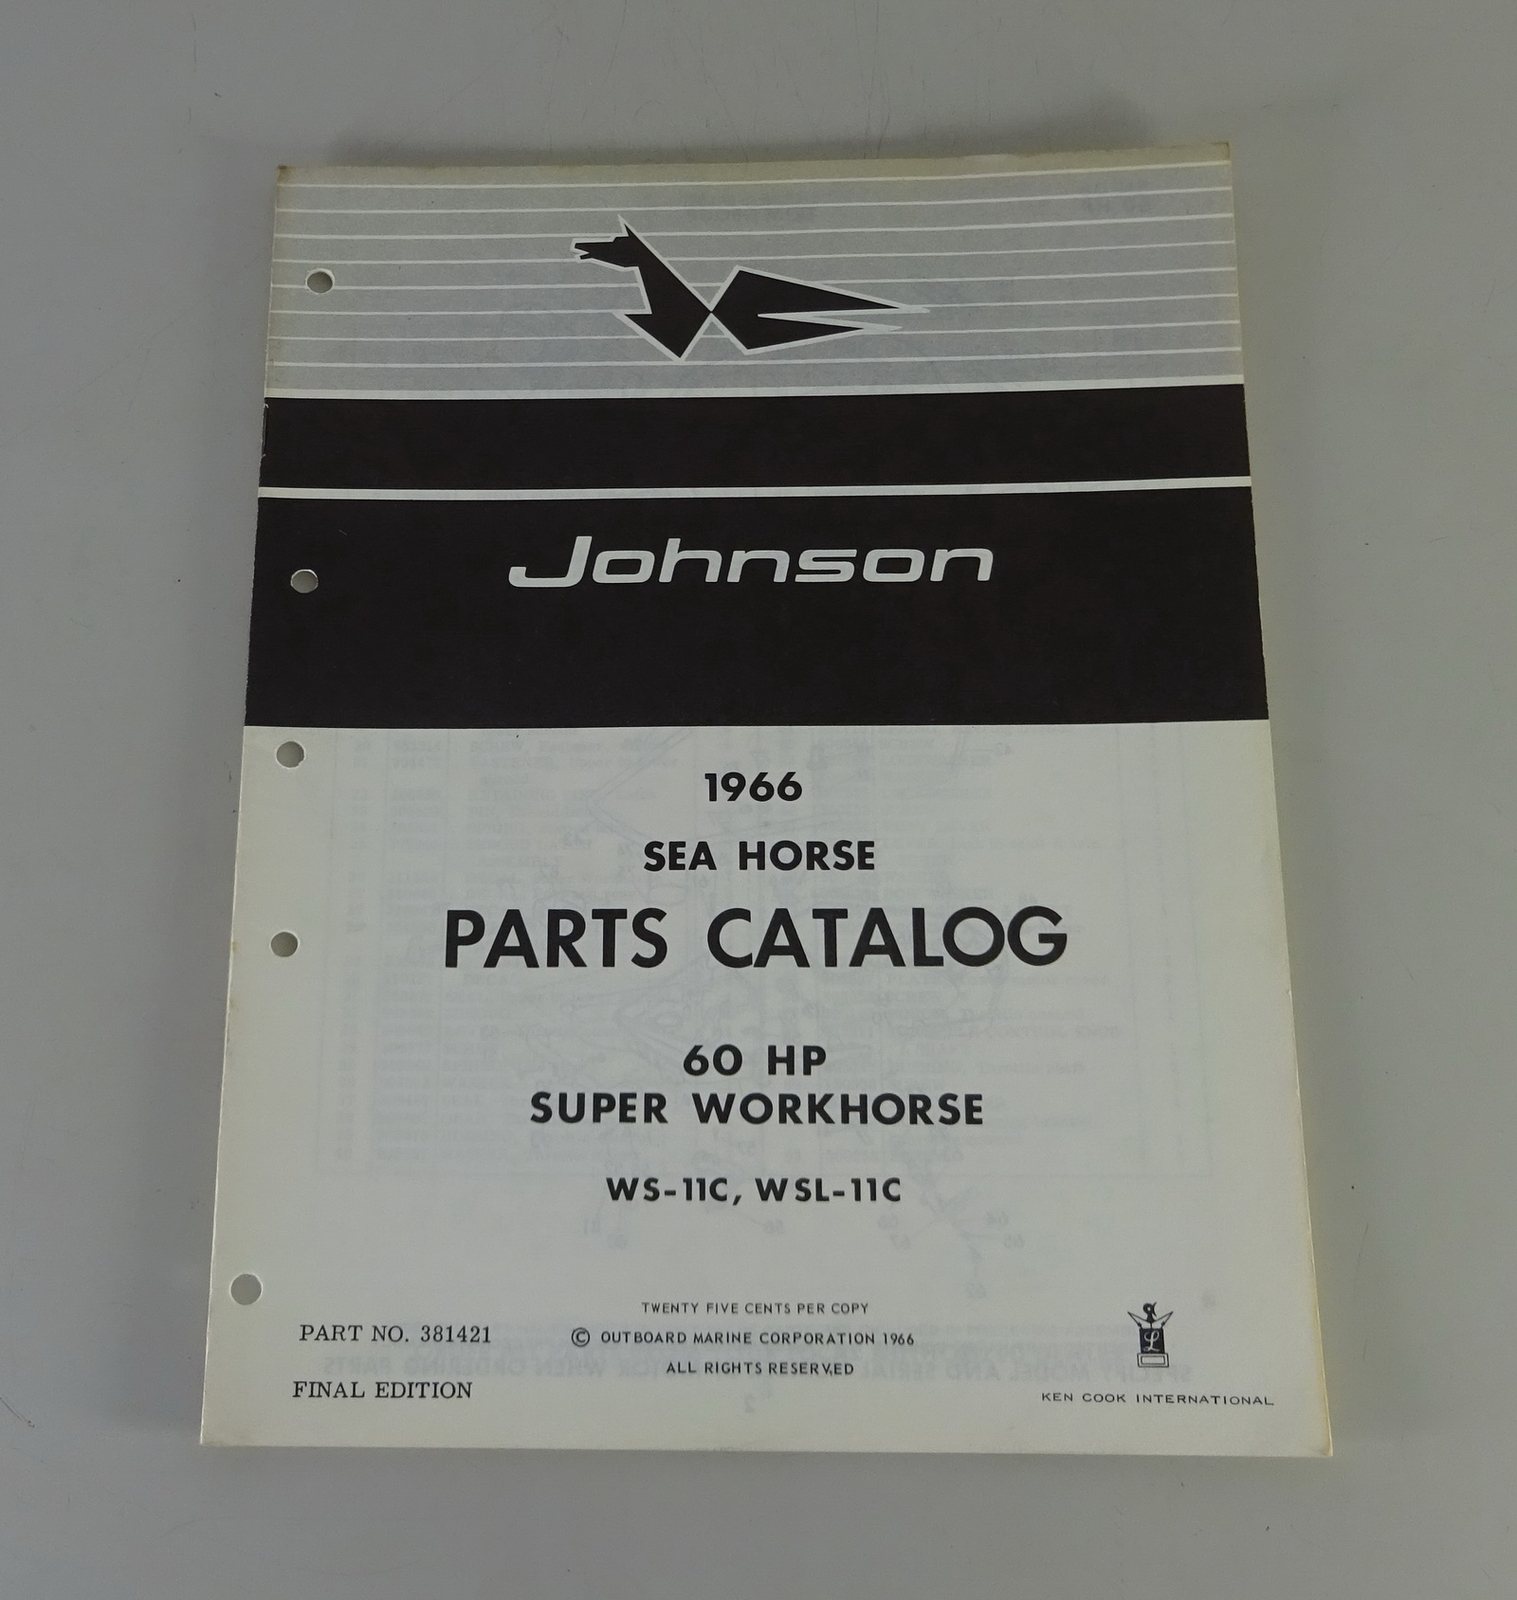 Johnson
1966
SEA HORSE
PARTS CATALOG
60 HP
SUPER WORKHORSE
WS-11C, WSL-11C
TWENTY FIVE CENTS PER COPY
PART NO. 381421
© OUTBOARD MARINE CORPORATION 1966
ALL RIGHTS RESERVED
FINAL EDITION
KEN COOK INTERNATIONAL